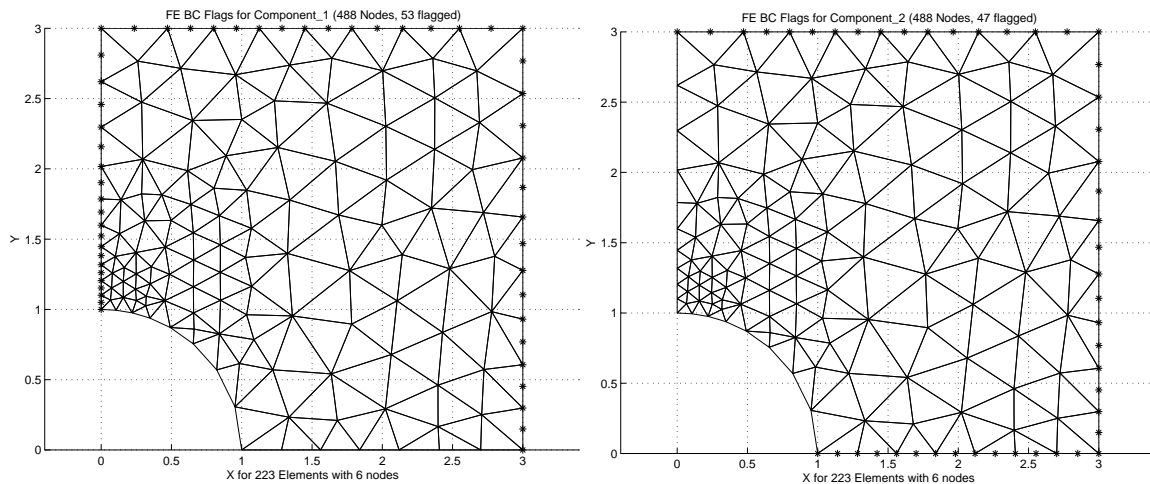 FE BC Flags for Component_1 (488 Nodes, 53 flagged)
3
2.5
2
1.5
1
0.5
0
Y
0 0.5 1 1.5 2 2.5 3
X for 223 Elements with 6 nodes
FE BC Flags for Component_2 (488 Nodes, 47 flagged)
3
2.5
2
1.5
1
0.5
0
Y
0 0.5 1 1.5 2 2.5 3
X for 223 Elements with 6 nodes